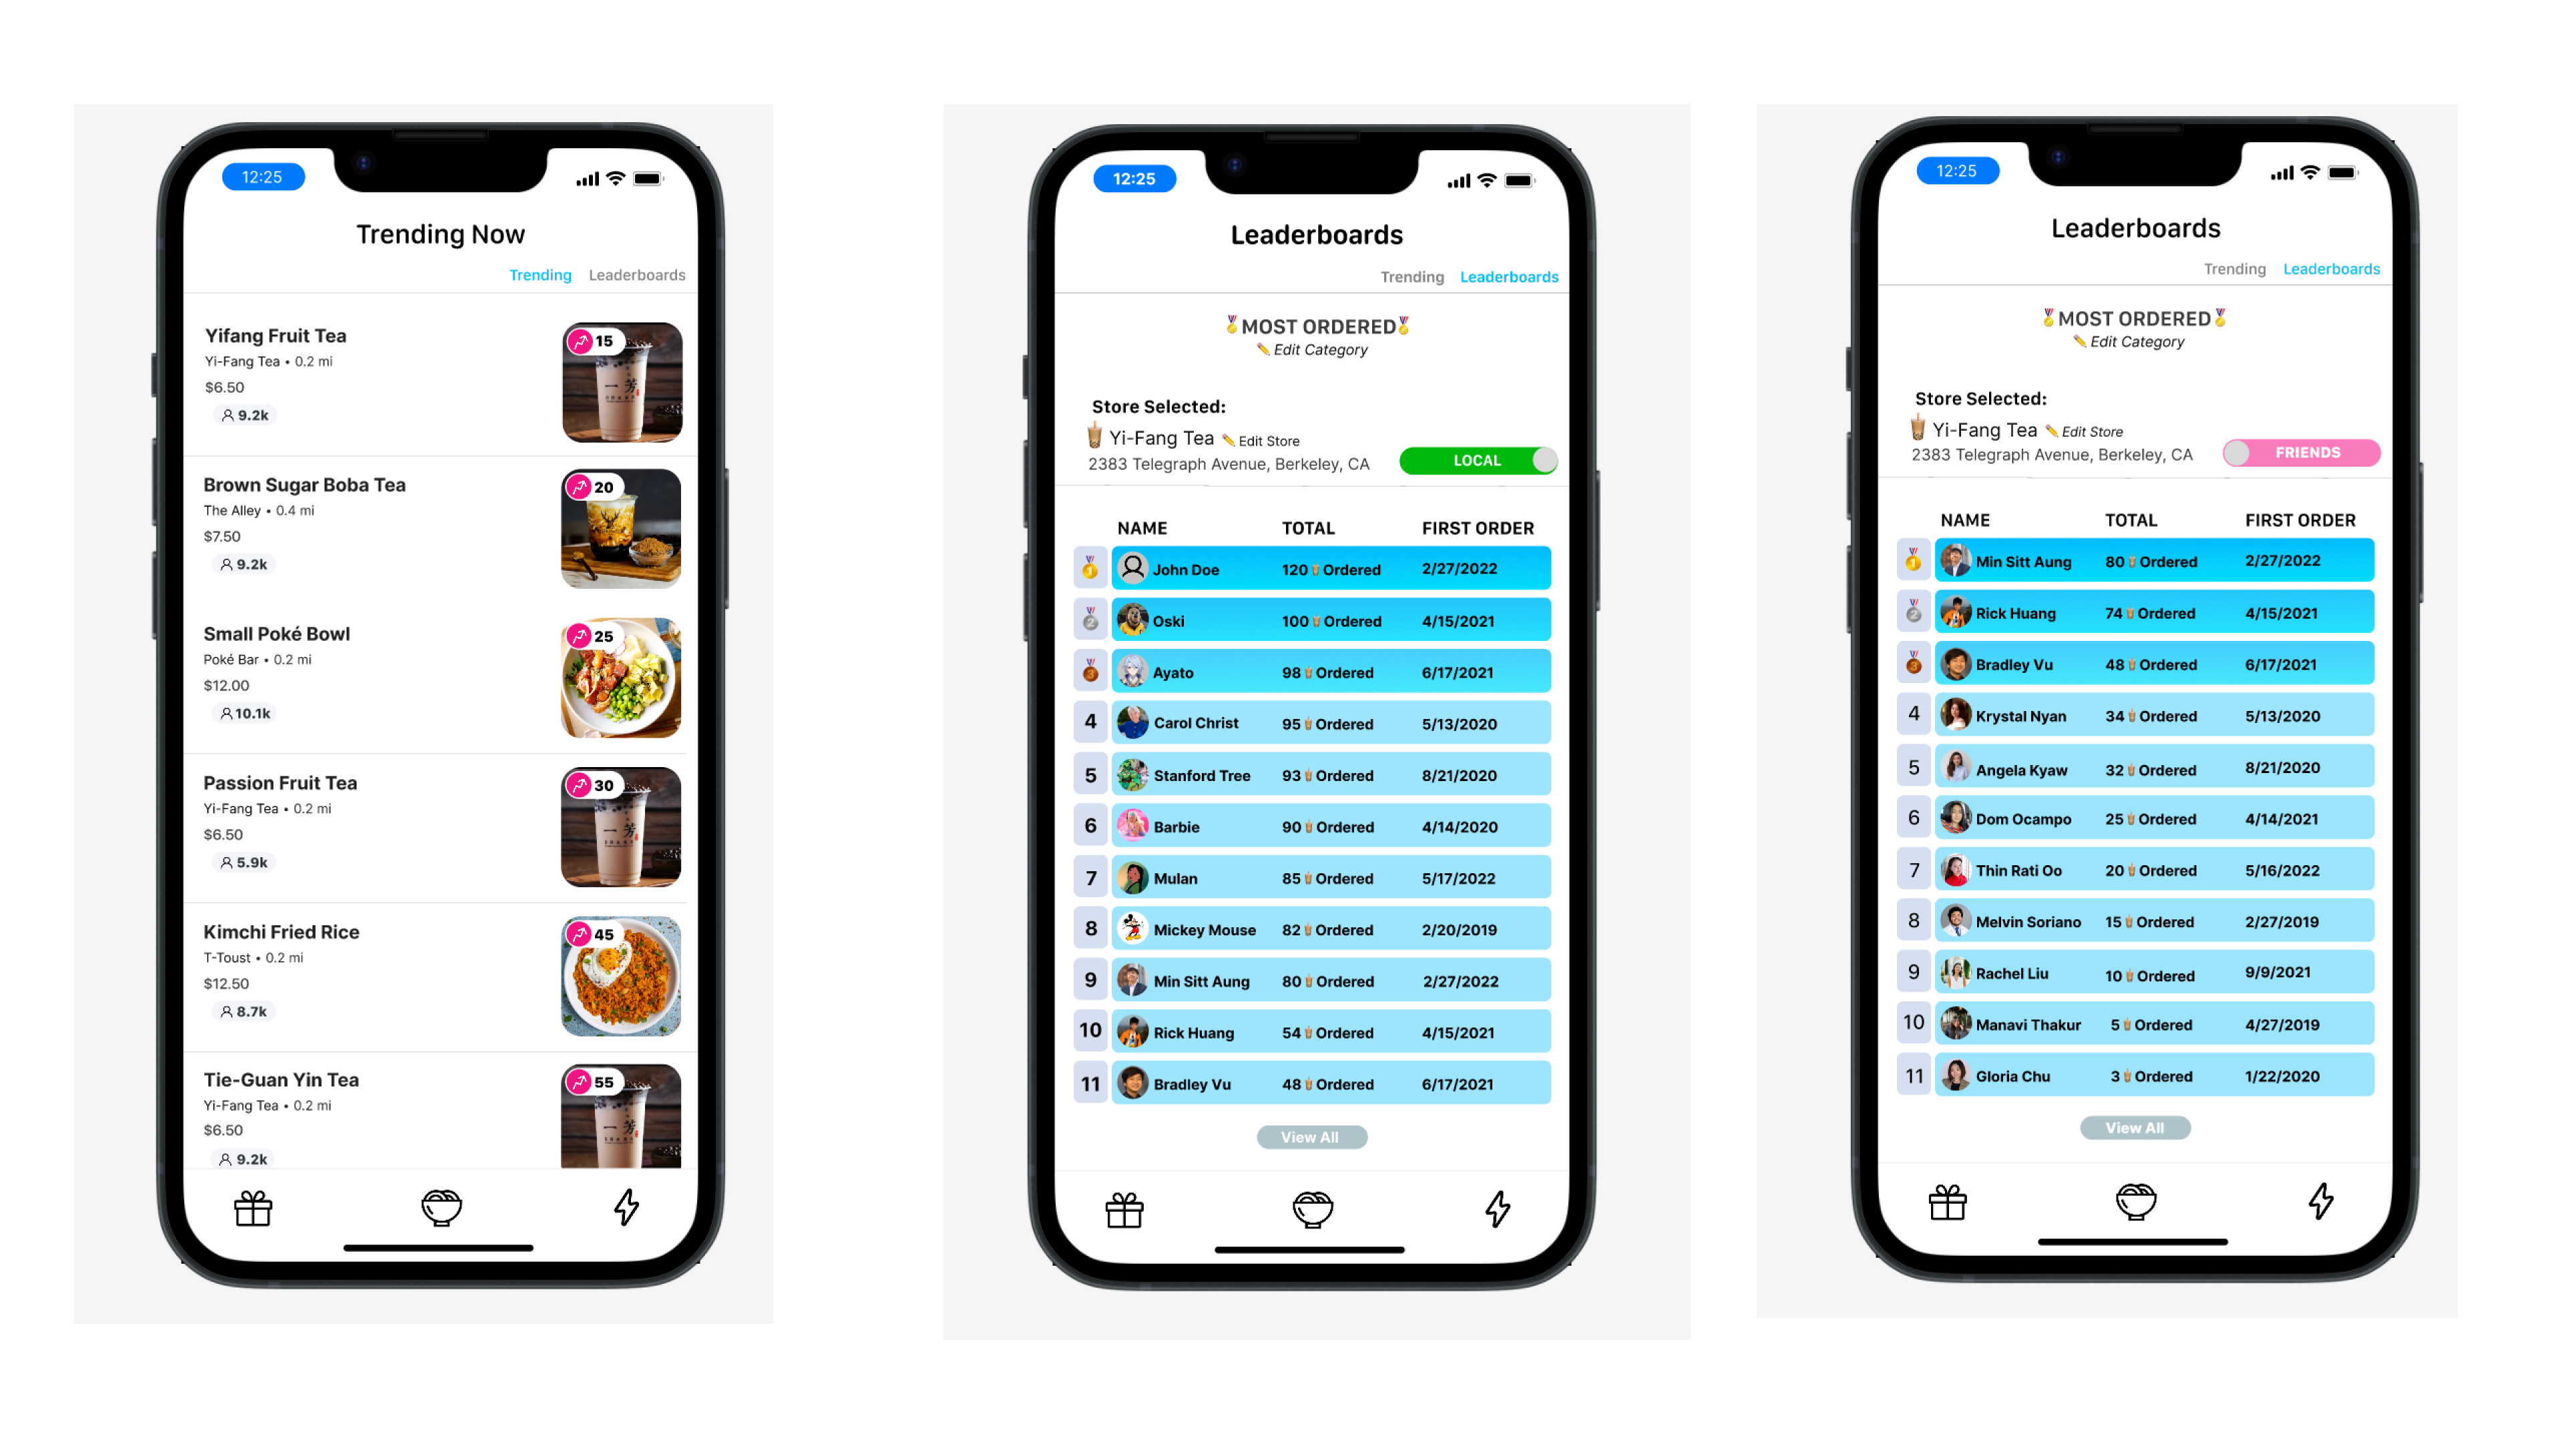 12:25
Trending Now
Trending Leaderboards
Yifang Fruit Tea
Yi-Fang Tea • 0.2 mi
$6.50
9.2k
15
一芳
Brown Sugar Boba Tea
The Alley • 0.4 mi
$7.50
9.2k
20
Small Poké Bowl
Poké Bar • 0.2 mi
$12.00
10.1k
25
Passion Fruit Tea
Yi-Fang Tea • 0.2 mi
$6.50
5.9k
30
一芳
Kimchi Fried Rice
T-Toust • 0.2 mi
$12.50
8.7k
45
Tie-Guan Yin Tea
Yi-Fang Tea • 0.2 mi
$6.50
9.2k
55
一芳
12:25
Leaderboards
Trending Leaderboards
MOST ORDERED
Edit Category
Store Selected:
Yi-Fang Tea Edit Store
2383 Telegraph Avenue, Berkeley, CA
LOCAL
NAME TOTAL FIRST ORDER
1 John Doe 120 Ordered 2/27/2022
2 Oski 100 Ordered 4/15/2021
3 Ayato 98 Ordered 6/17/2021
4 Carol Christ 95 Ordered 5/13/2020
5 Stanford Tree 93 Ordered 8/21/2020
6 Barbie 90 Ordered 4/14/2020
7 Mulan 85 Ordered 5/17/2022
8 Mickey Mouse 82 Ordered 2/20/2019
9 Min Sitt Aung 80 Ordered 2/27/2022
10 Rick Huang 54 Ordered 4/15/2021
11 Bradley Vu 48 Ordered 6/17/2021
View All
12:25
Leaderboards
Trending Leaderboards
MOST ORDERED
Edit Category
Store Selected:
Yi-Fang Tea Edit Store
2383 Telegraph Avenue, Berkeley, CA
FRIENDS
NAME TOTAL FIRST ORDER
1 Min Sitt Aung 80 Ordered 2/27/2022
2 Rick Huang 74 Ordered 4/15/2021
3 Bradley Vu 48 Ordered 6/17/2021
4 Krystal Nyan 34 Ordered 5/13/2020
5 Angela Kyaw 32 Ordered 8/21/2020
6 Dom Ocampo 25 Ordered 4/14/2021
7 Thin Rati Oo 20 Ordered 5/16/2022
8 Melvin Soriano 15 Ordered 2/27/2019
9 Rachel Liu 10 Ordered 9/9/2021
10 Manavi Thakur 5 Ordered 4/27/2019
11 Gloria Chu 3 Ordered 1/22/2020
View All